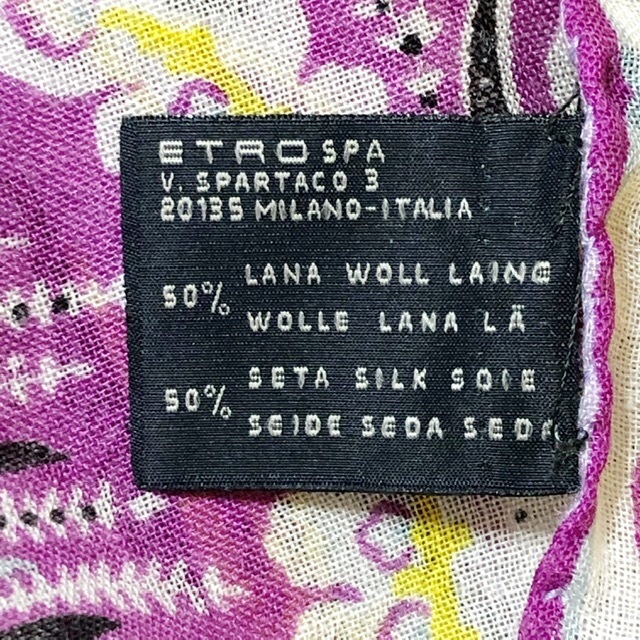 ETRO SPA
V. SPARTACO 3
20135 MILANO-ITALIA
50% LANA WOLL LAINE
WOLLE LANA LÄ
50% SETA SILK SOIE
SEIDE SEDA SEDA